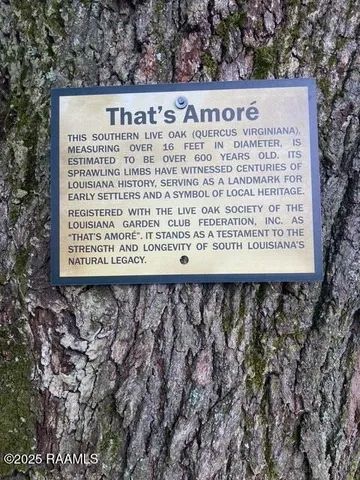 That's Amoré
THIS SOUTHERN LIVE OAK (QUERCUS VIRGINIANA),
MEASURING OVER 16 FEET IN DIAMETER, IS
ESTIMATED TO BE OVER 600 YEARS OLD. ITS
SPRAWLING LIMBS HAVE WITNESSED CENTURIES OF
LOUISIANA HISTORY, SERVING AS A LANDMARK FOR
EARLY SETTLERS AND A SYMBOL OF LOCAL HERITAGE.
REGISTERED WITH THE LIVE OAK SOCIETY OF THE
LOUISIANA GARDEN CLUB FEDERATION, INC. AS
"THAT'S AMORÉ". IT STANDS AS A TESTAMENT TO THE
STRENGTH AND LONGEVITY OF SOUTH LOUISIANA'S
NATURAL LEGACY.
©2025 RAAMLS